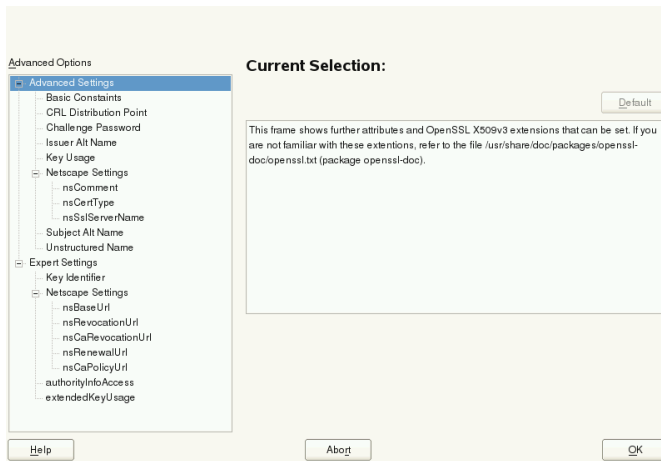 Advanced Options
Advanced Settings
Basic Constaints
CRL Distribution Point
Challenge Password
Issuer Alt Name
Key Usage
Netscape Settings
nsComment
nsCertType
nsSslServerName
Subject Alt Name
Unstructured Name
Expert Settings
Key Identifier
Netscape Settings
nsBaseUrl
nsRevocationUrl
nsCaRevocationUrl
nsRenewalUrl
nsCaPolicyUrl
authorityInfoAccess
extendedKeyUsage
Current Selection:
Default
This frame shows further attributes and OpenSSL X509v3 extensions that can be set. If you
are not familiar with these extentions, refer to the file /usr/share/doc/packages/openssl-
doc/openssl.txt (package openssl-doc).
Help
Abort
OK